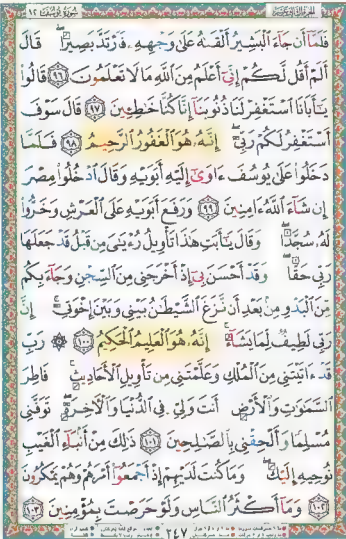 سورة يوسف ١٢
فَلَمَّآ أَن جَآءَ ٱلْبَشِيرُ أَلْقَىٰهُ عَلَىٰ وَجْهِهِۦ فَٱرْتَدَّ بَصِيرًا ۖ قَالَ
أَلَمْ أَقُل لَّكُمْ إِنِّىٓ أَعْلَمُ مِنَ ٱللَّهِ مَا لَا تَعْلَمُونَ ٩٦ قَالُوا۟
يَـٰٓأَبَانَا ٱسْتَغْفِرْ لَنَا ذُنُوبَنَآ إِنَّا كُنَّا خَـٰطِـِٔينَ ٩٧ قَالَ سَوْفَ
أَسْتَغْفِرُ لَكُمْ رَبِّىٓ ۖ إِنَّهُۥ هُوَ ٱلْغَفُورُ ٱلرَّحِيمُ ٩٨ فَلَمَّا
دَخَلُوا۟ عَلَىٰ يُوسُفَ ءَاوَىٰٓ إِلَيْهِ أَبَوَيْهِ وَقَالَ ٱدْخُلُوا۟ مِصْرَ
إِن شَآءَ ٱللَّهُ ءَامِنِينَ ٩٩ وَرَفَعَ أَبَوَيْهِ عَلَى ٱلْعَرْشِ وَخَرُّوا۟
لَهُۥ سُجَّدًا ۖ وَقَالَ يَـٰٓأَبَتِ هَـٰذَا تَأْوِيلُ رُءْيَـٰىَ مِن قَبْلُ قَدْ جَعَلَهَا
رَبِّى حَقًّا ۖ وَقَدْ أَحْسَنَ بِىٓ إِذْ أَخْرَجَنِى مِنَ ٱلسِّجْنِ وَجَآءَ بِكُم
مِّنَ ٱلْبَدْوِ مِنۢ بَعْدِ أَن نَّزَغَ ٱلشَّيْطَـٰنُ بَيْنِى وَبَيْنَ إِخْوَتِىٓ ۚ إِنَّ
رَبِّى لَطِيفٌ لِّمَا يَشَآءُ ۚ إِنَّهُۥ هُوَ ٱلْعَلِيمُ ٱلْحَكِيمُ ١٠٠ ۞ رَبِّ
قَدْ ءَاتَيْتَنِى مِنَ ٱلْمُلْكِ وَعَلَّمْتَنِى مِن تَأْوِيلِ ٱلْأَحَادِيثِ ۚ فَاطِرَ
ٱلسَّمَـٰوَٰتِ وَٱلْأَرْضِ أَنتَ وَلِىِّۦ فِى ٱلدُّنْيَا وَٱلْـَٔاخِرَةِ ۖ تَوَفَّنِى
مُسْلِمًا وَأَلْحِقْنِى بِٱلصَّـٰلِحِينَ ١٠١ ذَٰلِكَ مِنْ أَنۢبَآءِ ٱلْغَيْبِ
نُوحِيهِ إِلَيْكَ ۖ وَمَا كُنتَ لَدَيْهِمْ إِذْ أَجْمَعُوٓا۟ أَمْرَهُمْ وَهُمْ يَمْكُرُونَ
١٠٢ وَمَآ أَكْثَرُ ٱلنَّاسِ وَلَوْ حَرَصْتَ بِمُؤْمِنِينَ ١٠٣
٢٤٧